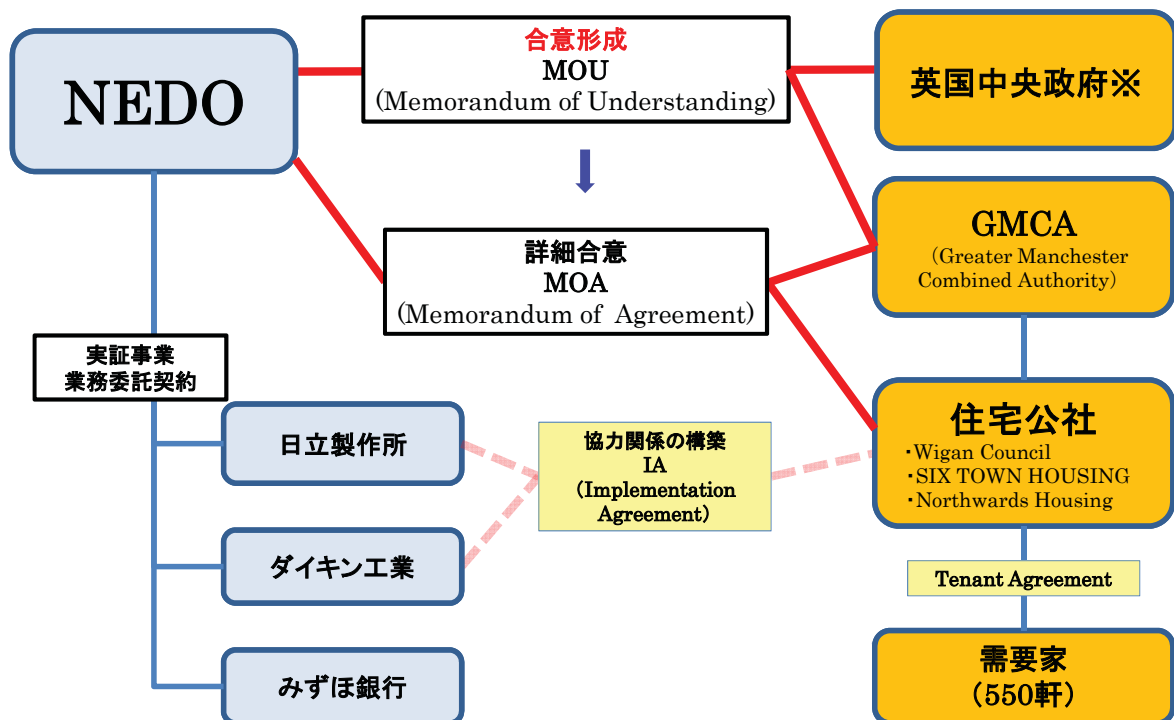 NEDO
合意形成
MOU
(Memorandum of Understanding)
英国中央政府※
GMCA
（Greater Manchester
Combined Authority）
詳細合意
MOA
(Memorandum of Agreement)
実証事業
業務委託契約
日立製作所
ダイキン工業
みずほ銀行
協力関係の構築
IA
（Implementation
Agreement）
住宅公社
・Wigan Council
・SIX TOWN HOUSING
・Northwards Housing
Tenant Agreement
需要家
（550軒）